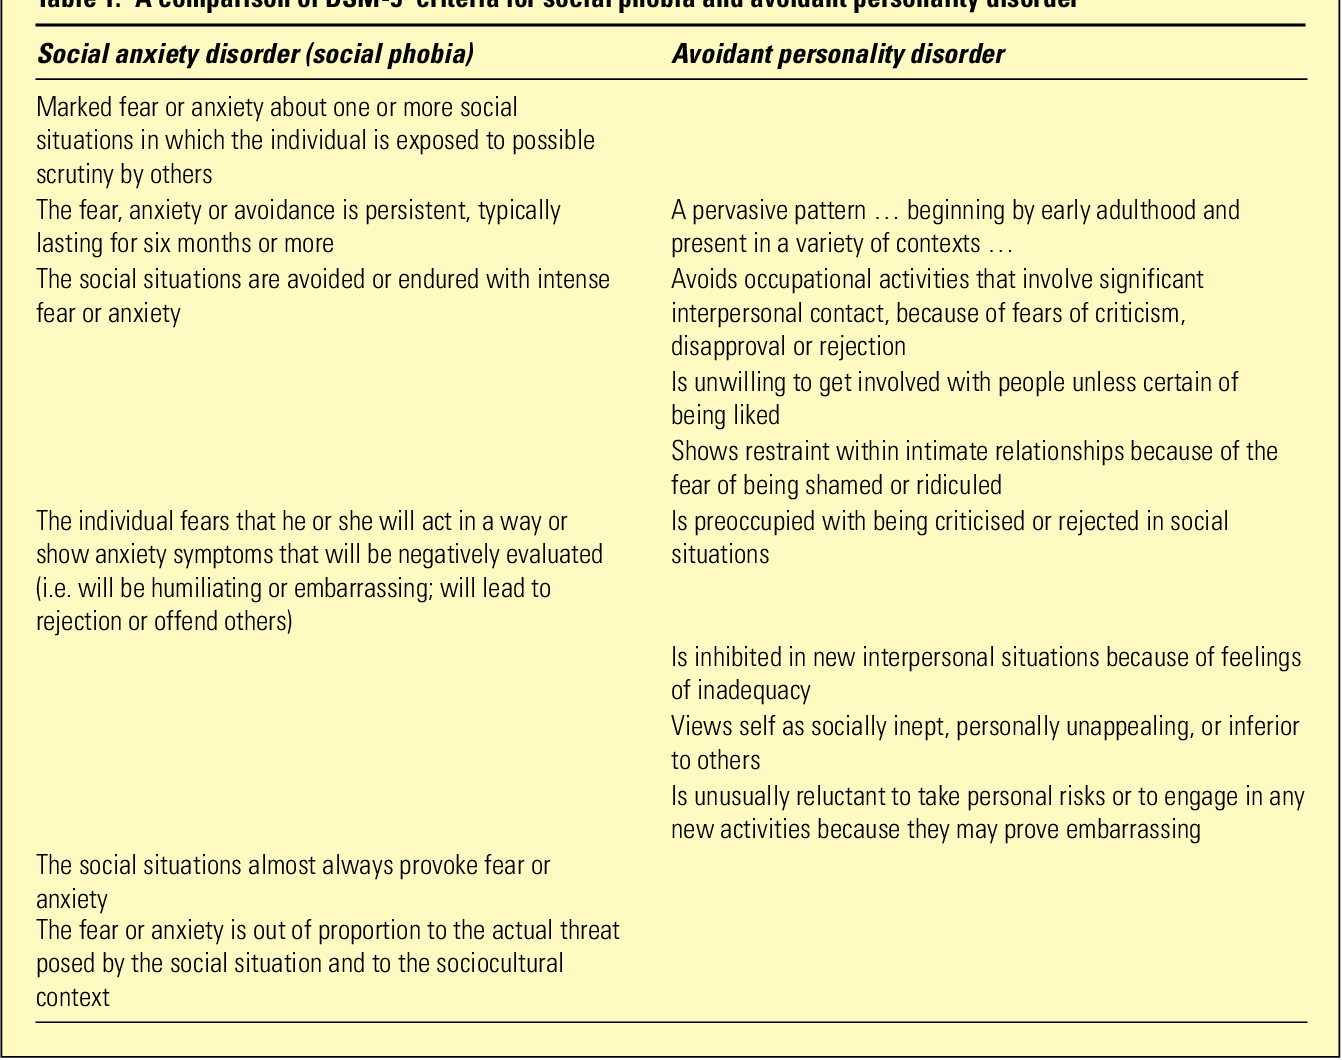 Table 1. A comparison of DSM-5 criteria for social phobia and avoidant personality disorder
Social anxiety disorder (social phobia)
Avoidant personality disorder
Marked fear or anxiety about one or more social
situations in which the individual is exposed to possible
scrutiny by others
The fear, anxiety or avoidance is persistent, typically
lasting for six months or more
A pervasive pattern … beginning by early adulthood and
present in a variety of contexts …
The social situations are avoided or endured with intense
fear or anxiety
Avoids occupational activities that involve significant
interpersonal contact, because of fears of criticism,
disapproval or rejection
Is unwilling to get involved with people unless certain of
being liked
Shows restraint within intimate relationships because of the
fear of being shamed or ridiculed
The individual fears that he or she will act in a way or
show anxiety symptoms that will be negatively evaluated
(i.e. will be humiliating or embarrassing; will lead to
rejection or offend others)
Is preoccupied with being criticised or rejected in social
situations
Is inhibited in new interpersonal situations because of feelings
of inadequacy
Views self as socially inept, personally unappealing, or inferior
to others
Is unusually reluctant to take personal risks or to engage in any
new activities because they may prove embarrassing
The social situations almost always provoke fear or
anxiety
The fear or anxiety is out of proportion to the actual threat
posed by the social situation and to the sociocultural
context